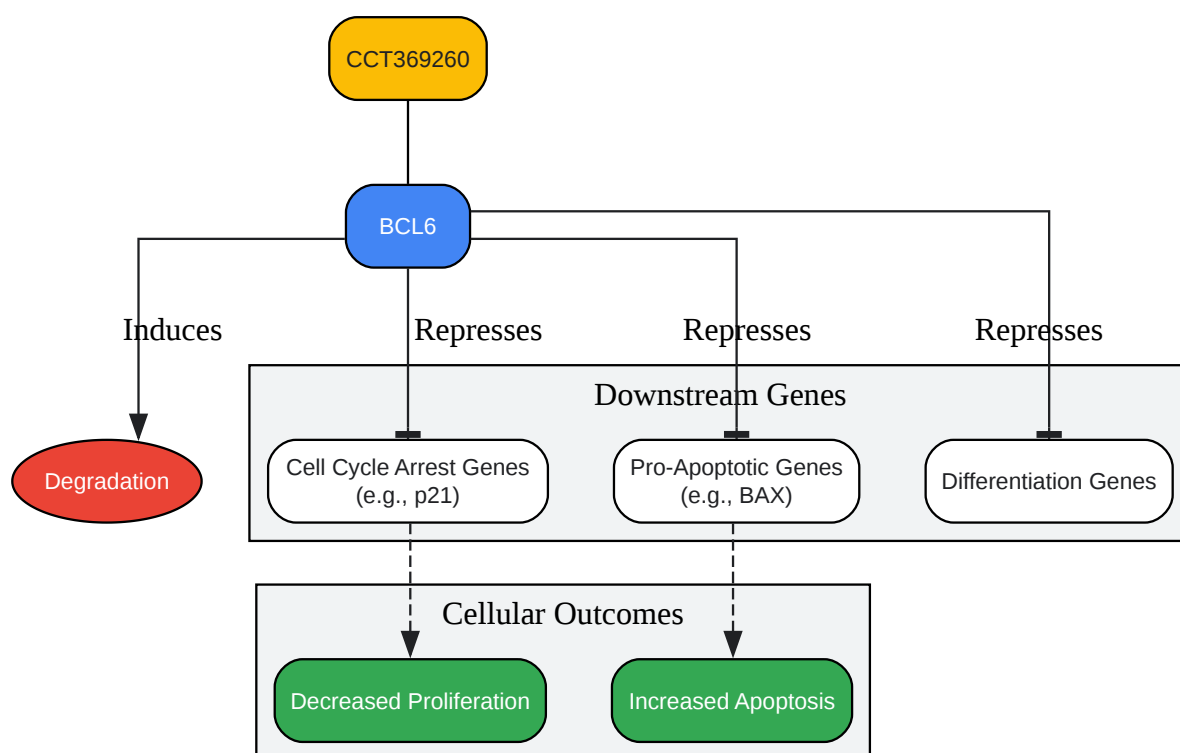 CCT369260
BCL6
Induces
Represses
Represses
Represses
Downstream Genes
Degradation
Cell Cycle Arrest Genes
(e.g., p21)
Pro-Apoptotic Genes
(e.g., BAX)
Differentiation Genes
Cellular Outcomes
Decreased Proliferation
Increased Apoptosis